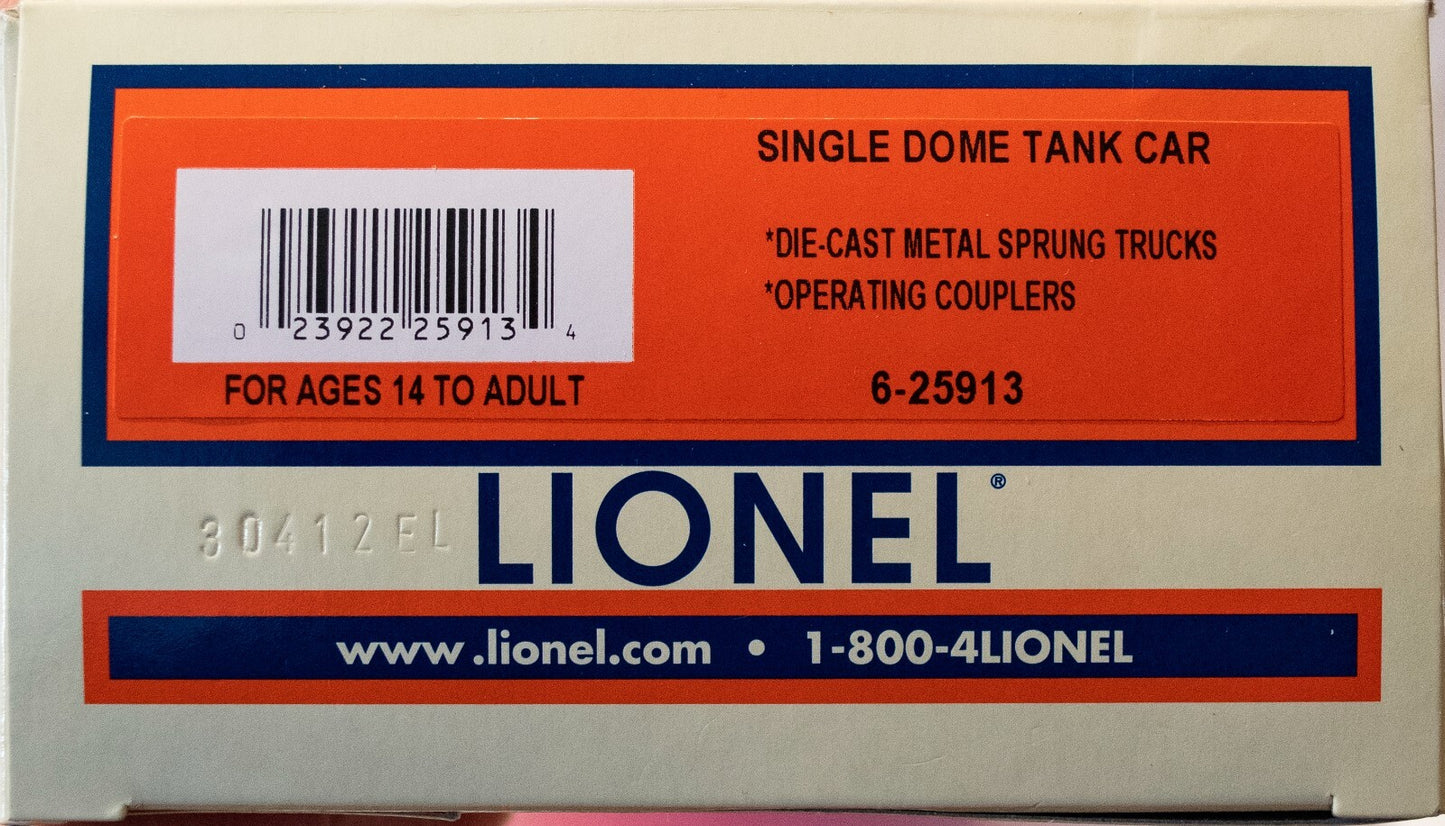 SINGLE DOME TANK CAR
*DIE-CAST METAL SPRUNG TRUCKS
*OPERATING COUPLERS
0 23922 25913 4
FOR AGES 14 TO ADULT
6-25913
30412EL
LIONEL®
www.lionel.com • 1-800-4LIONEL